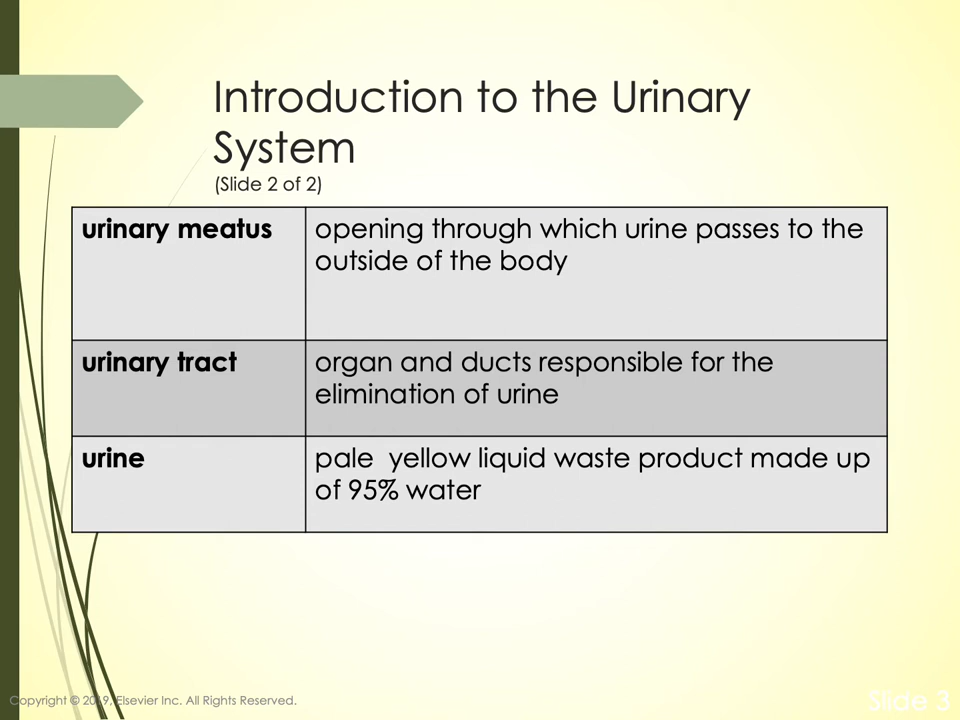 Introduction to the Urinary
System
(Slide 2 of 2)
urinary meatus
opening through which urine passes to the
outside of the body
urinary tract
organ and ducts responsible for the
elimination of urine
urine
pale  yellow liquid waste product made up
of 95% water
Copyright © 2019, Elsevier Inc. All Rights Reserved.
Slide 3